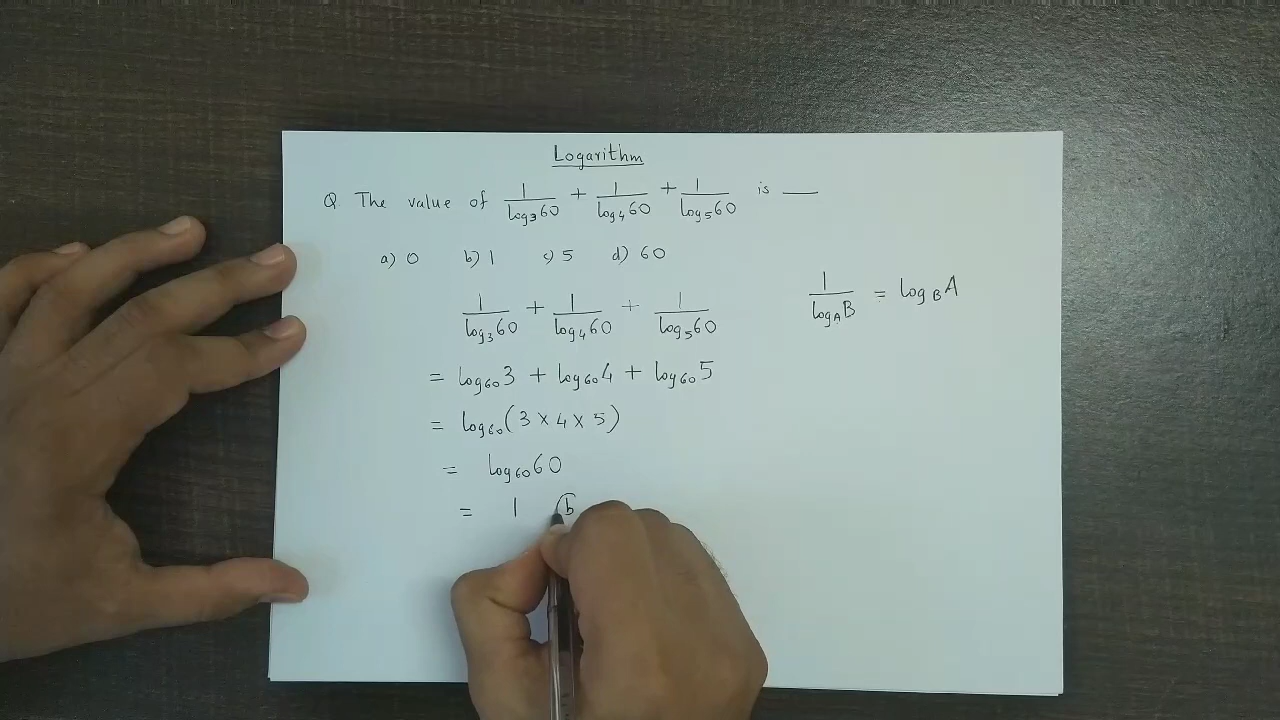 Logarithm
Q The value of 1/log₃60 + 1/log₄60 + 1/log₅60 is __
a) 0 b) 1 c) 5 d) 60
1/log₃60 + 1/log₄60 + 1/log₅60
1/log_A B = log_B A
= log₆₀3 + log₆₀4 + log₆₀5
= log₆₀(3 × 4 × 5)
= log₆₀60
= 1 b